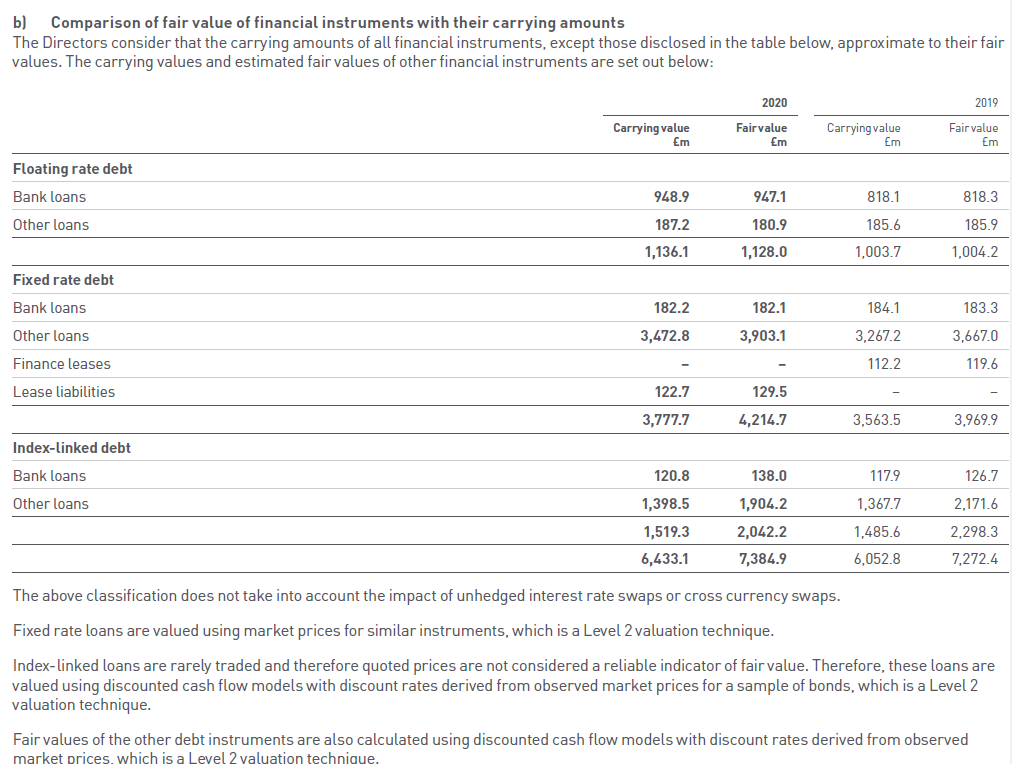 b) Comparison of fair value of financial instruments with their carrying amounts
The Directors consider that the carrying amounts of all financial instruments, except those disclosed in the table below, approximate to their fair
values. The carrying values and estimated fair values of other financial instruments are set out below:
2020 2019
Carrying value Fair value Carrying value Fair value
£m £m £m £m
Floating rate debt
Bank loans 948.9 947.1 818.1 818.3
Other loans 187.2 180.9 185.6 185.9
1,136.1 1,128.0 1,003.7 1,004.2
Fixed rate debt
Bank loans 182.2 182.1 184.1 183.3
Other loans 3,472.8 3,903.1 3,267.2 3,667.0
Finance leases – – 112.2 119.6
Lease liabilities 122.7 129.5 – –
3,777.7 4,214.7 3,563.5 3,969.9
Index-linked debt
Bank loans 120.8 138.0 117.9 126.7
Other loans 1,398.5 1,904.2 1,367.7 2,171.6
1,519.3 2,042.2 1,485.6 2,298.3
6,433.1 7,384.9 6,052.8 7,272.4
The above classification does not take into account the impact of unhedged interest rate swaps or cross currency swaps.
Fixed rate loans are valued using market prices for similar instruments, which is a Level 2 valuation technique.
Index-linked loans are rarely traded and therefore quoted prices are not considered a reliable indicator of fair value. Therefore, these loans are
valued using discounted cash flow models with discount rates derived from observed market prices for a sample of bonds, which is a Level 2
valuation technique.
Fair values of the other debt instruments are also calculated using discounted cash flow models with discount rates derived from observed
market prices, which is a Level 2 valuation technique.